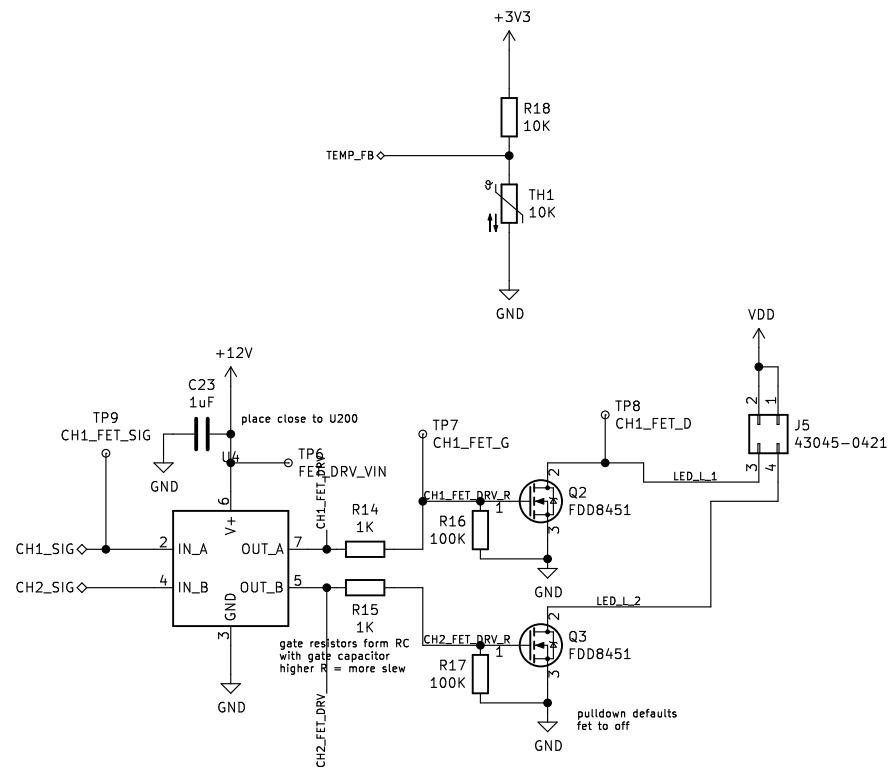 +3V3
R18
10K
TEMP_FB
ϑ
TH1
10K
GND
VDD
+12V
C23
1uF
place close to U200
TP9
CH1_FET_SIG
TP7
CH1_FET_G
TP8
CH1_FET_D
2
1
J5
43045-0421
3
4
U4
TP6
FET_DRV_VIN
GND
CH1_FET_DRV
LED_L_1
CH1_FET_DRV_R
1
2
Q2
FDD8451
3
6
V+
R14
1K
R16
100K
CH1_SIG
2
IN_A
OUT_A
7
CH2_SIG
4
IN_B
OUT_B
5
GND
3
GND
R15
1K
LED_L_2
gate resistors form RC
with gate capacitor
higher R = more slew
CH2_FET_DRV_R
1
2
Q3
FDD8451
3
R17
100K
GND
CH2_FET_DRV
pulldown defaults
fet to off
GND